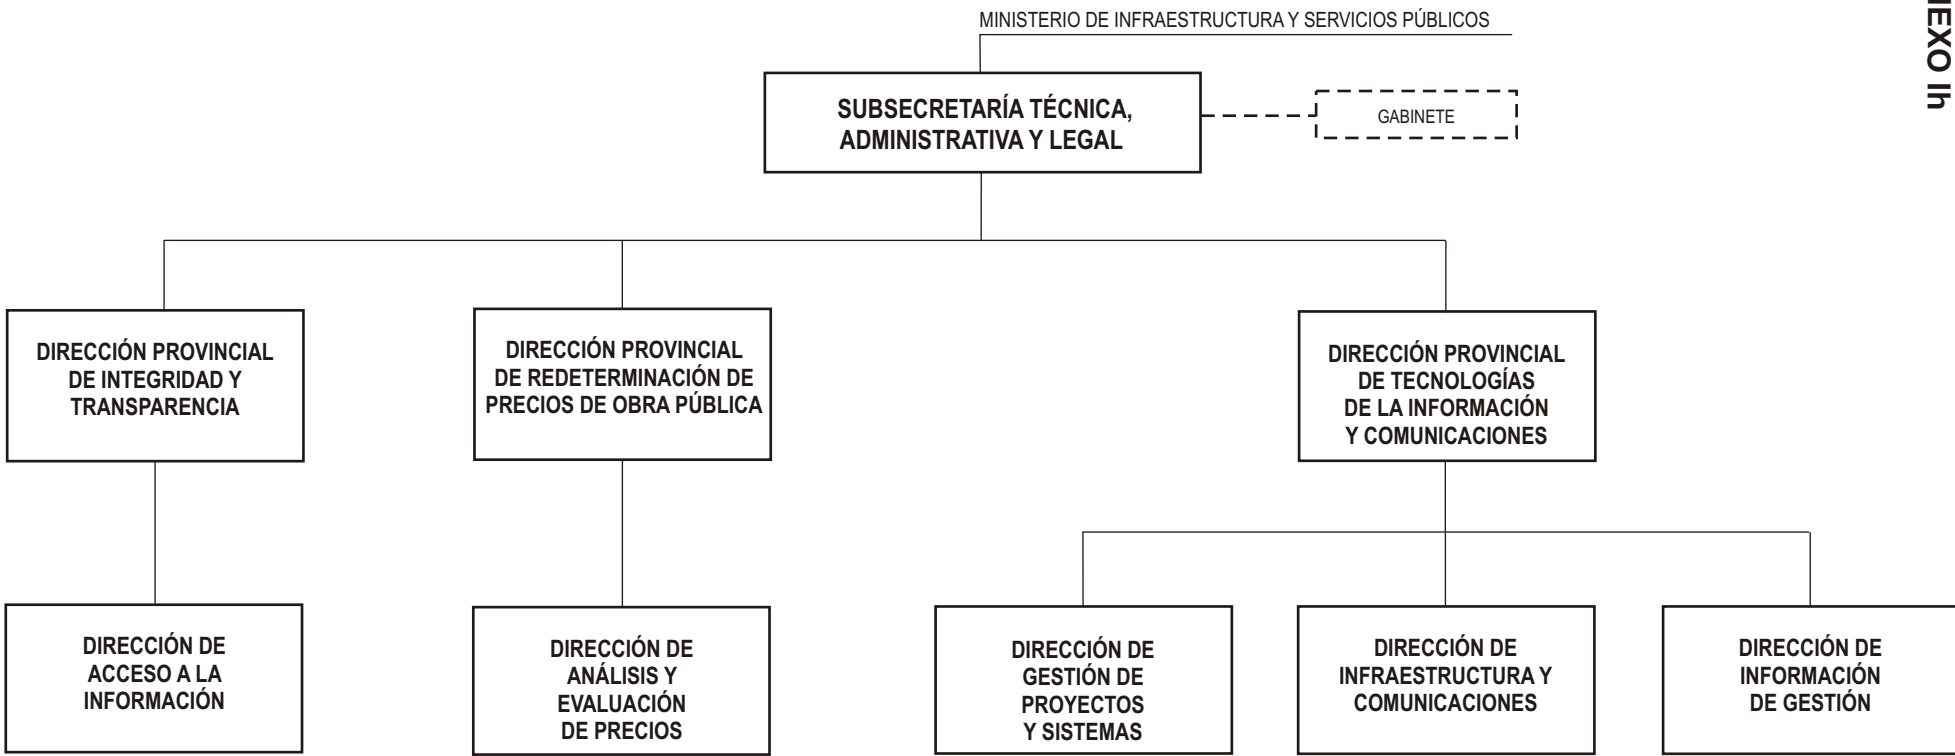 MINISTERIO DE INFRAESTRUCTURA Y SERVICIOS PÚBLICOS
IEXO Ih
SUBSECRETARÍA TÉCNICA,
ADMINISTRATIVA Y LEGAL
GABINETE
DIRECCIÓN PROVINCIAL
DE INTEGRIDAD Y
TRANSPARENCIA
DIRECCIÓN PROVINCIAL
DE REDETERMINACIÓN DE
PRECIOS DE OBRA PÚBLICA
DIRECCIÓN PROVINCIAL
DE TECNOLOGÍAS
DE LA INFORMACIÓN
Y COMUNICACIONES
DIRECCIÓN DE
ACCESO A LA
INFORMACIÓN
DIRECCIÓN DE
ANÁLISIS Y
EVALUACIÓN
DE PRECIOS
DIRECCIÓN DE
GESTIÓN DE
PROYECTOS
Y SISTEMAS
DIRECCIÓN DE
INFRAESTRUCTURA Y
COMUNICACIONES
DIRECCIÓN DE
INFORMACIÓN
DE GESTIÓN